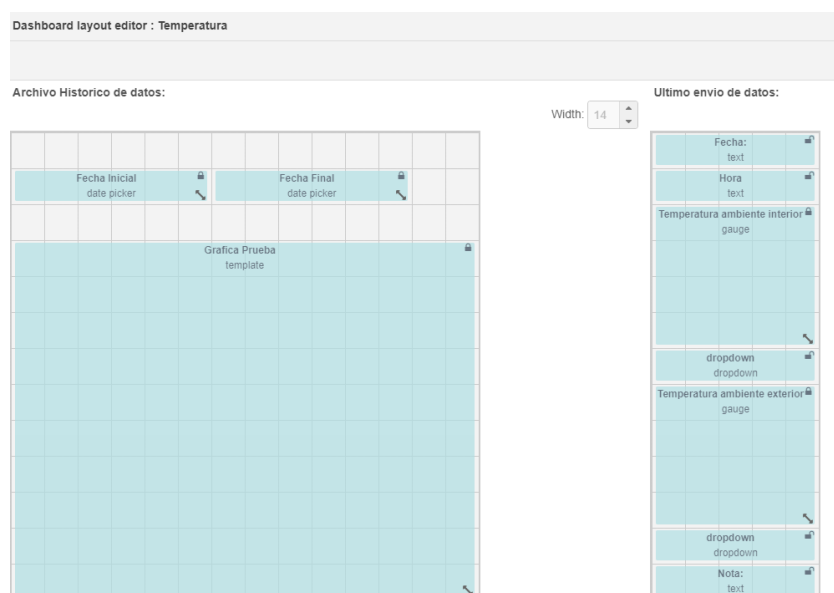 Dashboard layout editor : Temperatura
Archivo Historico de datos:
Width: 14
Fecha Inicial
date picker
Fecha Final
date picker
Grafica Prueba
template
Ultimo envio de datos:
Fecha:
text
Hora
text
Temperatura ambiente interior
gauge
dropdown
dropdown
Temperatura ambiente exterior
gauge
dropdown
dropdown
Nota:
text